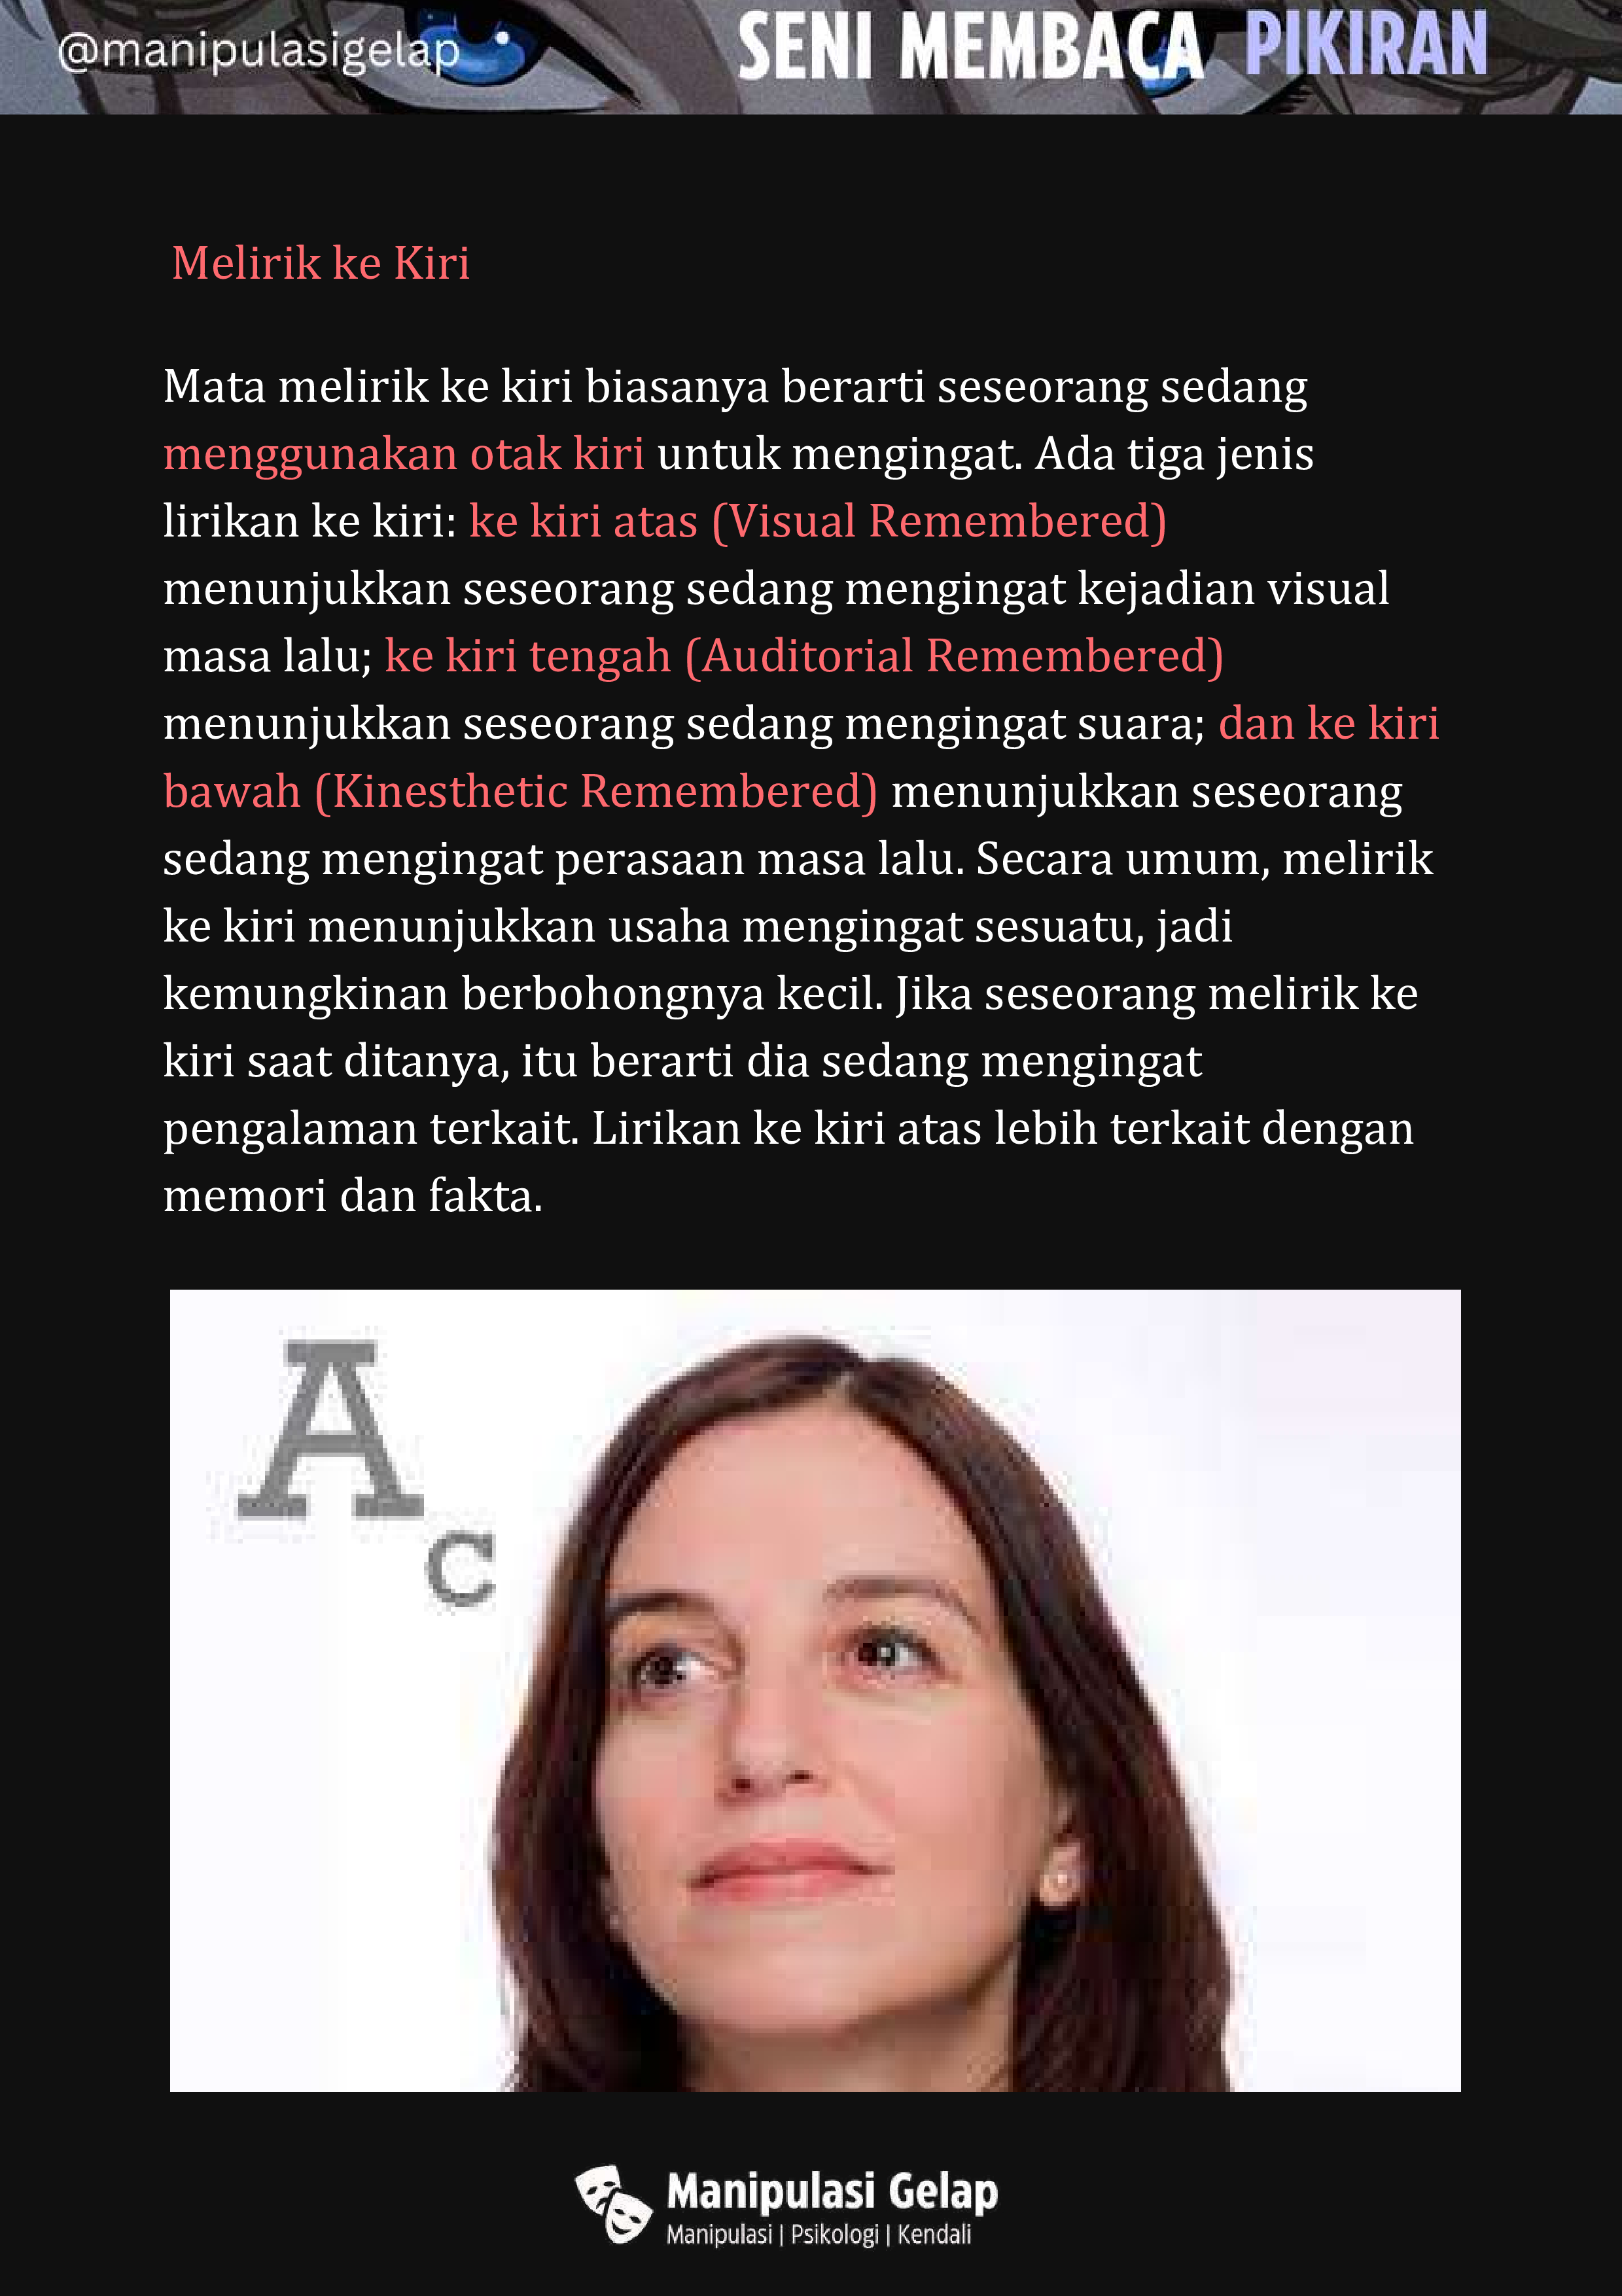 @manipulasigelap
SENI MEMBACA PIKIRAN
Melirik ke Kiri
Mata melirik ke kiri biasanya berarti seseorang sedang
menggunakan otak kiri untuk mengingat. Ada tiga jenis
lirikan ke kiri: ke kiri atas (Visual Remembered)
menunjukkan seseorang sedang mengingat kejadian visual
masa lalu; ke kiri tengah (Auditorial Remembered)
menunjukkan seseorang sedang mengingat suara; dan ke kiri
bawah (Kinesthetic Remembered) menunjukkan seseorang
sedang mengingat perasaan masa lalu. Secara umum, melirik
ke kiri menunjukkan usaha mengingat sesuatu, jadi
kemungkinan berbohongnya kecil. Jika seseorang melirik ke
kiri saat ditanya, itu berarti dia sedang mengingat
pengalaman terkait. Lirikan ke kiri atas lebih terkait dengan
memori dan fakta.
A
c
Manipulasi Gelap
Manipulasi | Psikologi | Kendali